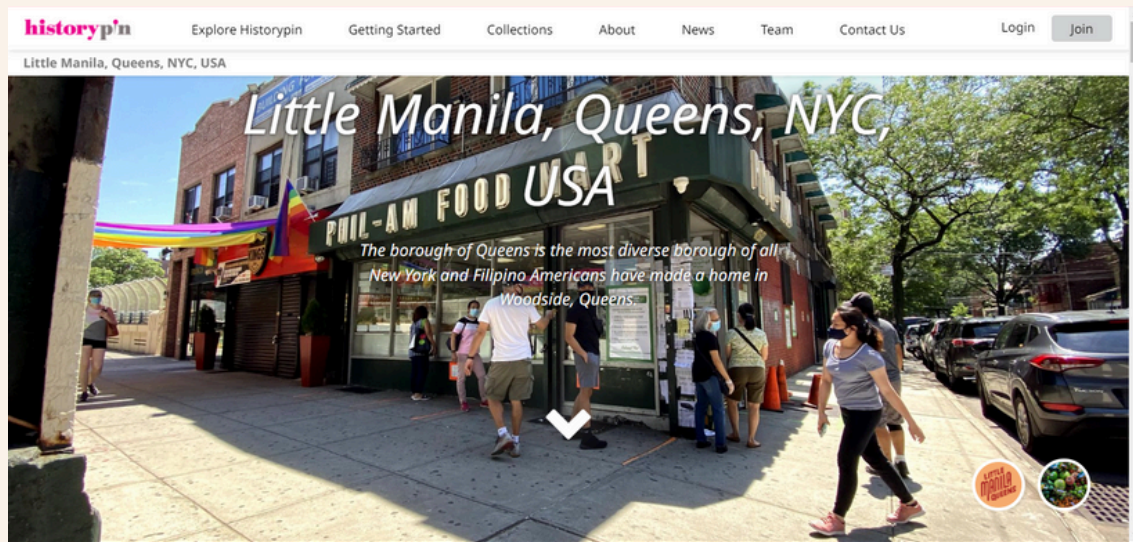 historypin
Explore Historypin
Getting Started
Collections
About
News
Team
Contact Us
Login
Join
Little Manila, Queens, NYC, USA
Little Manila, Queens, NYC,
USA
BUILDING
PHIL-AM FOOD MART
The borough of Queens is the most diverse borough of all
New York and Filipino Americans have made a home in
Woodside, Queens.
LITTLE
MANILA
QUEENS